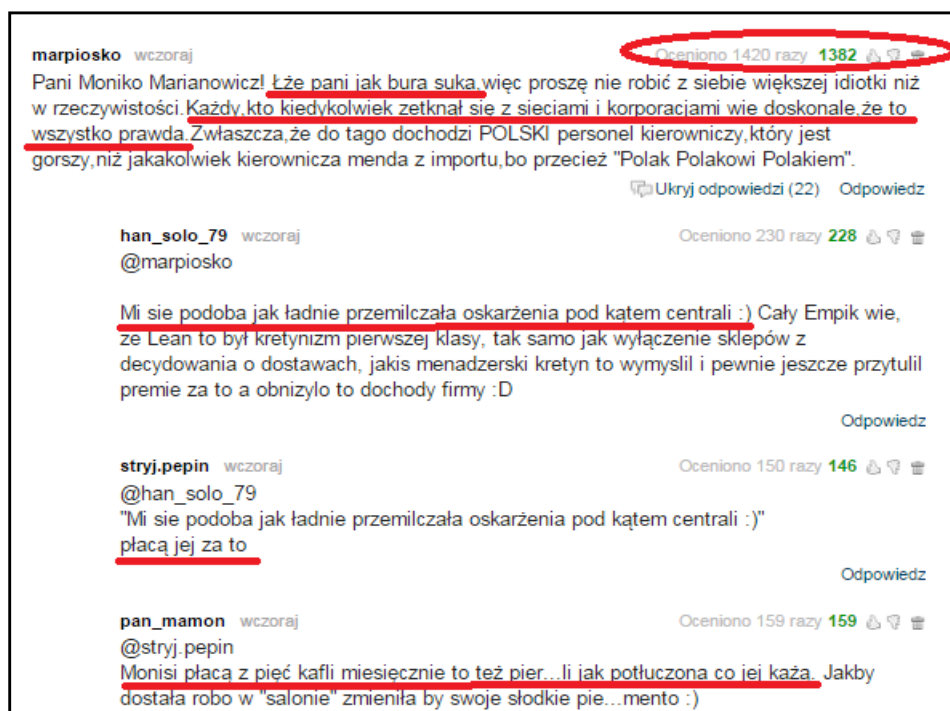 marpiosko wczoraj Oceniono 1420 razy 1382
Pani Moniko Marianowicz! Łże pani jak bura suka,więc proszę nie robić z siebie większej idiotki niż
w rzeczywistości.Każdy,kto kiedykolwiek zetknął się z sieciami i korporacjami wie doskonale,że to
wszystko prawda.Zwłaszcza,że do tago dochodzi POLSKI personel kierowniczy,który jest
gorszy,niż jakakolwiek kierownicza menda z importu,bo przecież "Polak Polakowi Polakiem".
Ukryj odpowiedzi (22) Odpowiedz
han_solo_79 wczoraj Oceniono 230 razy 228
@marpiosko
Mi sie podoba jak ładnie przemilczała oskarżenia pod kątem centrali :) Cały Empik wie,
ze Lean to był kretynizm pierwszej klasy, tak samo jak wyłączenie sklepów z
decydowania o dostawach, jakis menadzerski kretyn to wymyslil i pewnie jeszcze przytulil
premie za to a obnizylo to dochody firmy :D
Odpowiedz
stryj.pepin wczoraj Oceniono 150 razy 146
@han_solo_79
"Mi sie podoba jak ładnie przemilczała oskarżenia pod kątem centrali :)"
płacą jej za to
Odpowiedz
pan_mamon wczoraj Oceniono 159 razy 159
@stryj.pepin
Monisi płacą z pięć kafli miesięcznie to też pier...li jak potłuczona co jej każą. Jakby
dostała robo w "salonie" zmieniła by swoje słodkie pie...mento :)